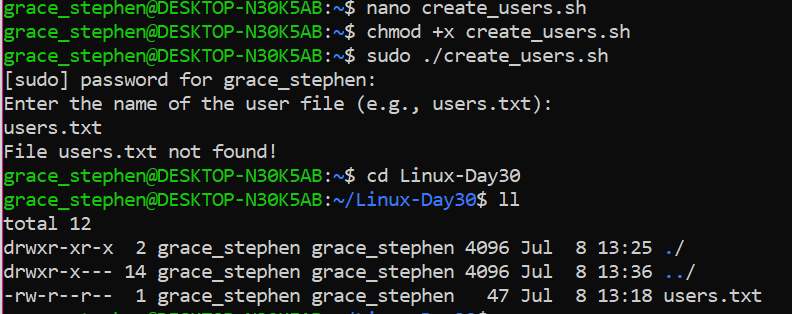 grace_stephen@DESKTOP-N30K5AB:~$ nano create_users.sh
grace_stephen@DESKTOP-N30K5AB:~$ chmod +x create_users.sh
grace_stephen@DESKTOP-N30K5AB:~$ sudo ./create_users.sh
[sudo] password for grace_stephen:
Enter the name of the user file (e.g., users.txt):
users.txt
File users.txt not found!
grace_stephen@DESKTOP-N30K5AB:~$ cd Linux-Day30
grace_stephen@DESKTOP-N30K5AB:~/Linux-Day30$ ll
total 12
drwxr-xr-x  2 grace_stephen grace_stephen 4096 Jul  8 13:25 ./
drwxr-x--- 14 grace_stephen grace_stephen 4096 Jul  8 13:36 ../
-rw-r--r--  1 grace_stephen grace_stephen   47 Jul  8 13:18 users.txt